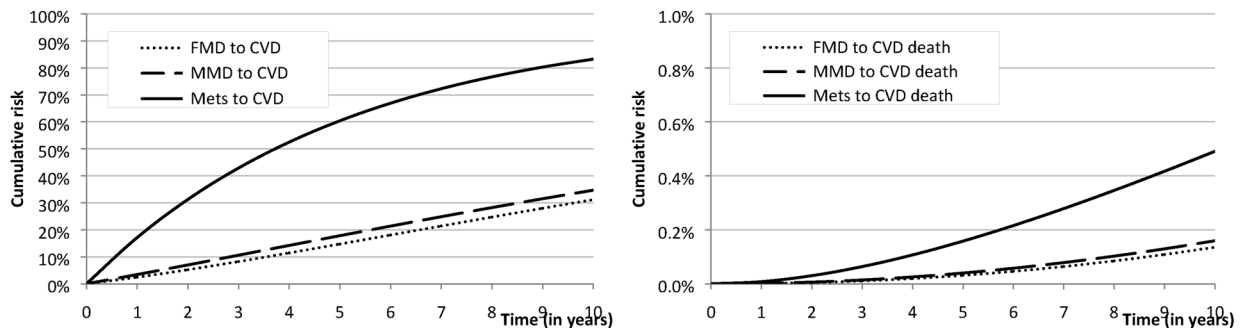 100%
90%
80%
70%
60%
50%
40%
30%
20%
10%
0%
Cumulative risk
FMD to CVD
MMD to CVD
Mets to CVD
0 1 2 3 4 5 6 7 8 9 10
Time (in years)
1.0%
0.8%
0.6%
0.4%
0.2%
0.0%
Cumulative risk
FMD to CVD death
MMD to CVD death
Mets to CVD death
0 1 2 3 4 5 6 7 8 9 10
Time (in years)